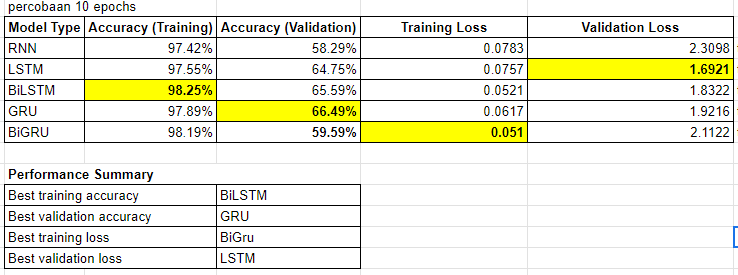 percobaan 10 epochs
Model Type Accuracy (Training) Accuracy (Validation) Training Loss Validation Loss
RNN 97.42% 58.29% 0.0783 2.3098
LSTM 97.55% 64.75% 0.0757 1.6921
BiLSTM 98.25% 65.59% 0.0521 1.8322
GRU 97.89% 66.49% 0.0617 1.9216
BiGRU 98.19% 59.59% 0.051 2.1122
Performance Summary
Best training accuracy BiLSTM
Best validation accuracy GRU
Best training loss BiGru
Best validation loss LSTM